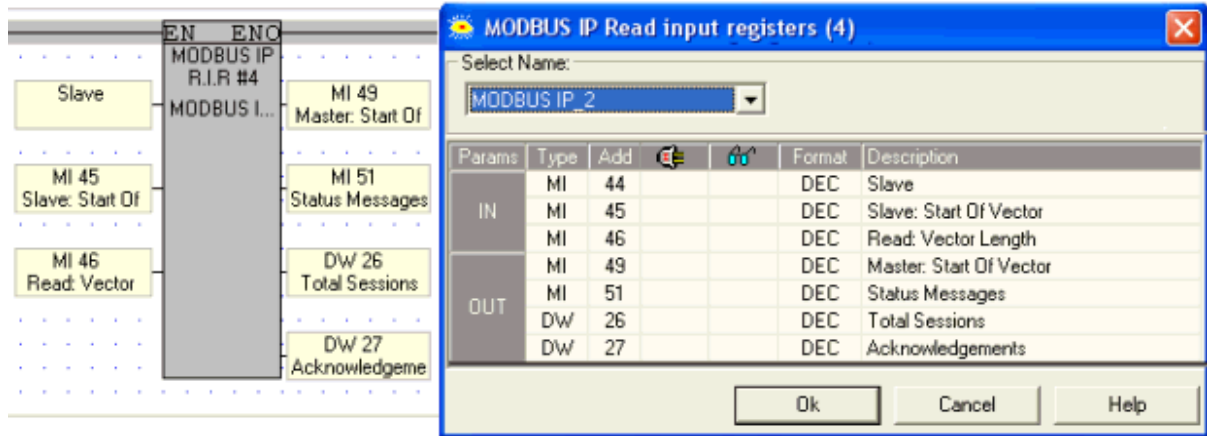 EN ENO
MODBUS IP
R.I.R #4
MODBUS I...
Slave
MI 45
Slave: Start Of
MI 46
Read: Vector
MI 49
Master: Start Of
MI 51
Status Messages
DW 26
Total Sessions
DW 27
Acknowledgeme
MODBUS IP Read input registers (4)
Select Name:
MODBUS IP_2
Params Type Add Format Description
IN
MI 44 DEC Slave
MI 45 DEC Slave: Start Of Vector
MI 46 DEC Read: Vector Length
OUT
MI 49 DEC Master: Start Of Vector
MI 51 DEC Status Messages
DW 26 DEC Total Sessions
DW 27 DEC Acknowledgements
Ok Cancel Help